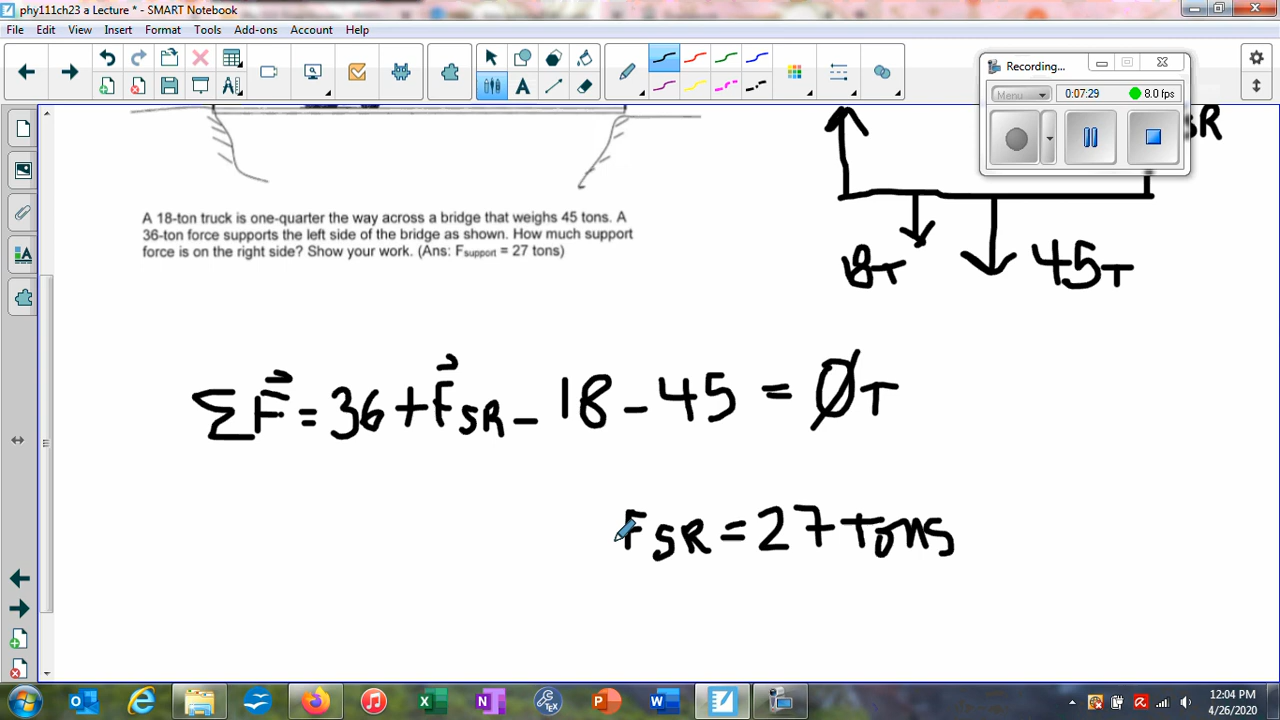 phy111ch23 a Lecture * - SMART Notebook
File Edit View Insert Format Tools Add-ons Account Help
Recording...
Menu
0:07:29
8.0 fps
SR
A 18-ton truck is one-quarter the way across a bridge that weighs 45 tons. A
36-ton force supports the left side of the bridge as shown. How much support
force is on the right side? Show your work. (Ans: Fsupport = 27 tons)
18T
45T
ΣF⃗ = 36 + F⃗SR - 18 - 45 = ØT
FSR = 27 tons
12:04 PM
4/26/2020